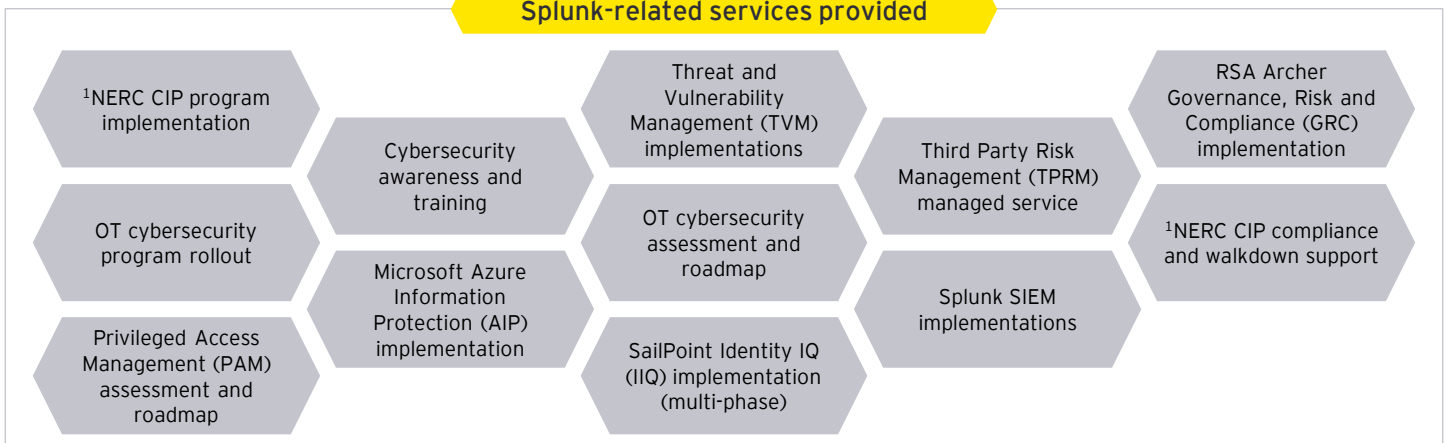 Splunk-related services provided
¹NERC CIP program
implementation
OT cybersecurity
program rollout
Privileged Access
Management (PAM)
assessment and
roadmap
Cybersecurity
awareness and
training
Microsoft Azure
Information
Protection (AIP)
implementation
Threat and
Vulnerability
Management (TVM)
implementations
OT cybersecurity
assessment and
roadmap
SailPoint Identity IQ
(IIQ) implementation
(multi-phase)
Third Party Risk
Management (TPRM)
managed service
Splunk SIEM
implementations
RSA Archer
Governance, Risk and
Compliance (GRC)
implementation
¹NERC CIP compliance
and walkdown support